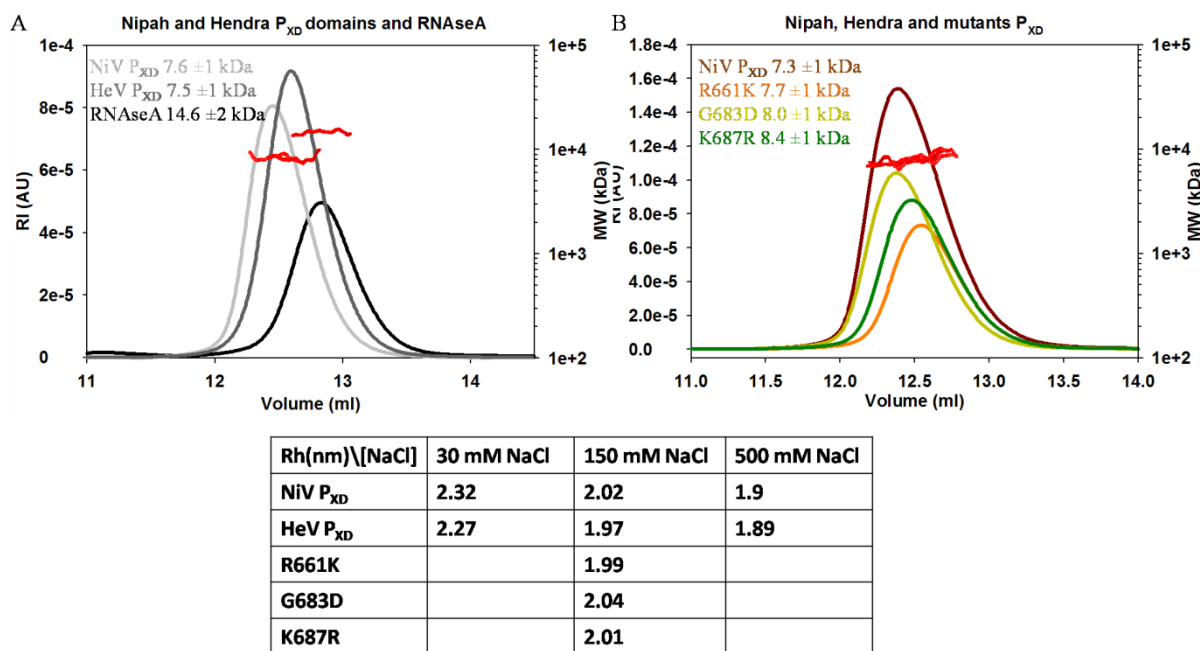 A
Nipah and Hendra PXD domains and RNAseA
NiV PXD 7.6 ±1 kDa
HeV PXD 7.5 ±1 kDa
RNAseA 14.6 ±2 kDa
RI (AU)
1e-4
8e-5
6e-5
4e-5
2e-5
0
11
12
13
14
Volume (ml)
1e+5
1e+4
1e+3
1e+2
MW (kDa)
B
Nipah, Hendra and mutants PXD
NiV PXD 7.3 ±1 kDa
R661K 7.7 ±1 kDa
G683D 8.0 ±1 kDa
K687R 8.4 ±1 kDa
RI (AU)
1.8e-4
1.6e-4
1.4e-4
1.2e-4
1.0e-4
8.0e-5
6.0e-5
4.0e-5
2.0e-5
0.0
11.0
11.5
12.0
12.5
13.0
13.5
14.0
Volume (ml)
1e+5
1e+4
1e+3
1e+2
MW (kDa)
Rh(nm)\[NaCl] 30 mM NaCl 150 mM NaCl 500 mM NaCl
NiV PXD 2.32 2.02 1.9
HeV PXD 2.27 1.97 1.89
R661K 1.99
G683D 2.04
K687R 2.01